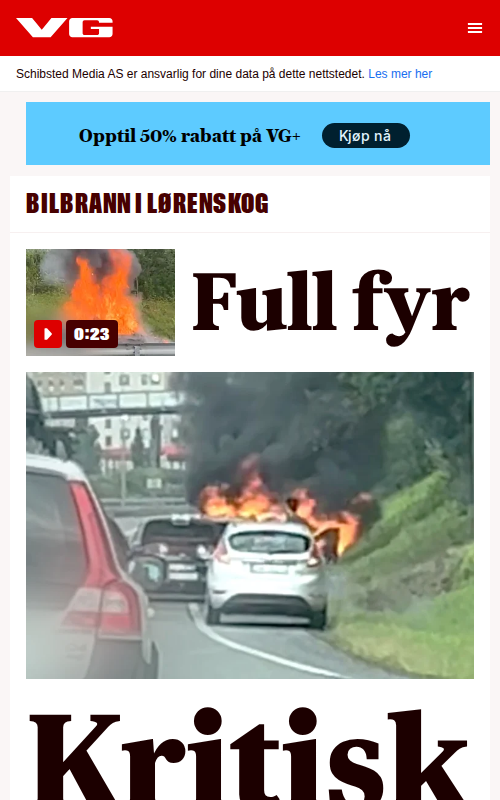 VG
Schibsted Media AS er ansvarlig for dine data på dette nettstedet. Les mer her
Opptil 50% rabatt på VG+ Kjøp nå
BILBRANN I LØRENSKOG
0:23
Full fyr
Kritisk